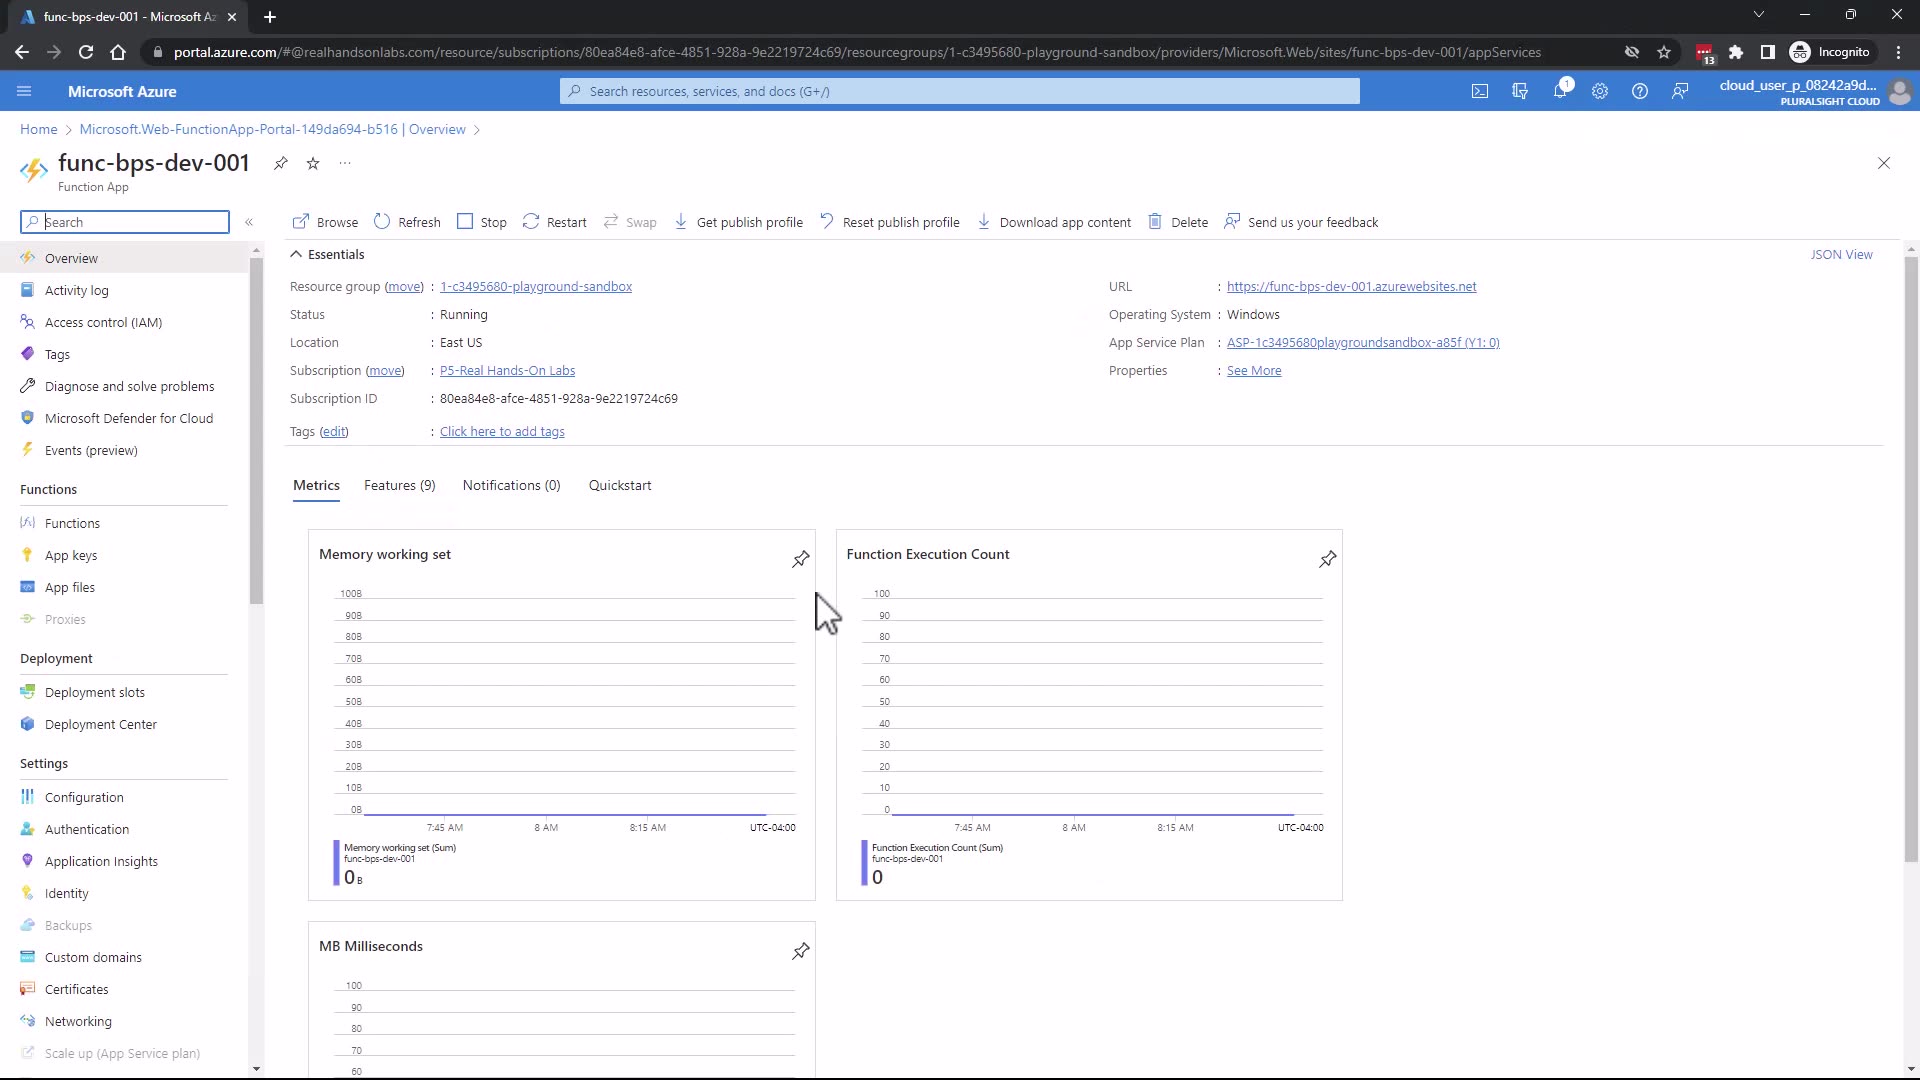 func-bps-dev-001 - Microsoft Az
portal.azure.com/#@realhandsonlabs.com/resource/subscriptions/80ea84e8-afce-4851-928a-9e2219724c69/resourcegroups/1-c3495680-playground-sandbox/providers/Microsoft.Web/sites/func-bps-dev-001/appServices
13
Incognito
Microsoft Azure
Search resources, services, and docs (G+/)
1
cloud_user_p_08242a9d...
PLURALSIGHT CLOUD
Home > Microsoft.Web-FunctionApp-Portal-149da694-b516 | Overview >
func-bps-dev-001
Function App
Search
Overview
Activity log
Access control (IAM)
Tags
Diagnose and solve problems
Microsoft Defender for Cloud
Events (preview)
Functions
Functions
App keys
App files
Proxies
Deployment
Deployment slots
Deployment Center
Settings
Configuration
Authentication
Application Insights
Identity
Backups
Custom domains
Certificates
Networking
Scale up (App Service plan)
Browse Refresh Stop Restart Swap Get publish profile Reset publish profile Download app content Delete Send us your feedback
Essentials
JSON View
Resource group (move) : 1-c3495680-playground-sandbox
Status : Running
Location : East US
Subscription (move) : P5-Real Hands-On Labs
Subscription ID : 80ea84e8-afce-4851-928a-9e2219724c69
Tags (edit) : Click here to add tags
URL : https://func-bps-dev-001.azurewebsites.net
Operating System : Windows
App Service Plan : ASP-1c3495680playgroundsandbox-a85f (Y1: 0)
Properties : See More
Metrics Features (9) Notifications (0) Quickstart
Memory working set
100B
90B
80B
70B
60B
50B
40B
30B
20B
10B
0B
7:45 AM 8 AM 8:15 AM UTC-04:00
Memory working set (Sum)
func-bps-dev-001
0 B
Function Execution Count
100
90
80
70
60
50
40
30
20
10
0
7:45 AM 8 AM 8:15 AM UTC-04:00
Function Execution Count (Sum)
func-bps-dev-001
0
MB Milliseconds
100
90
80
70
60